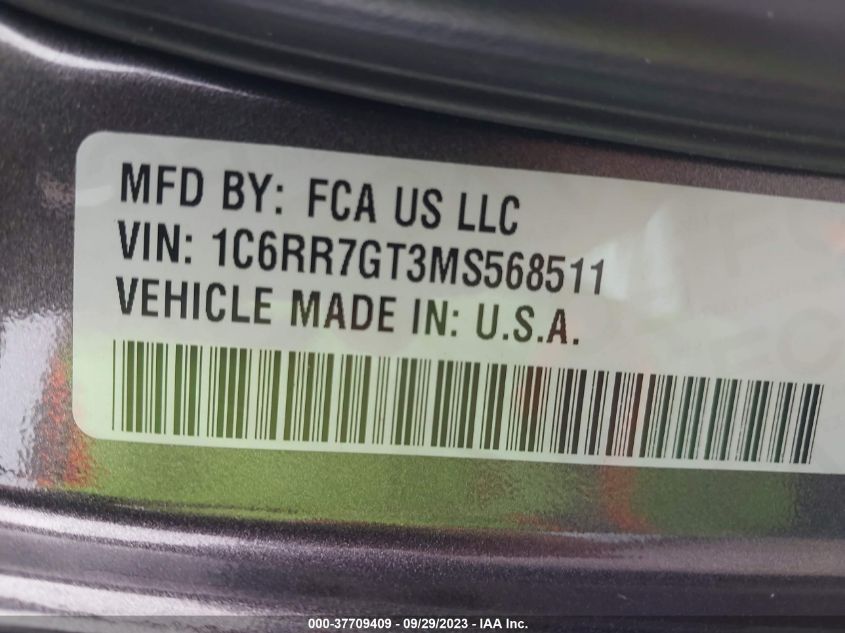 MFD BY: FCA US LLC
VIN: 1C6RR7GT3MS568511
VEHICLE MADE IN: U.S.A.
000-37709409 - 09/29/2023 - IAA Inc.